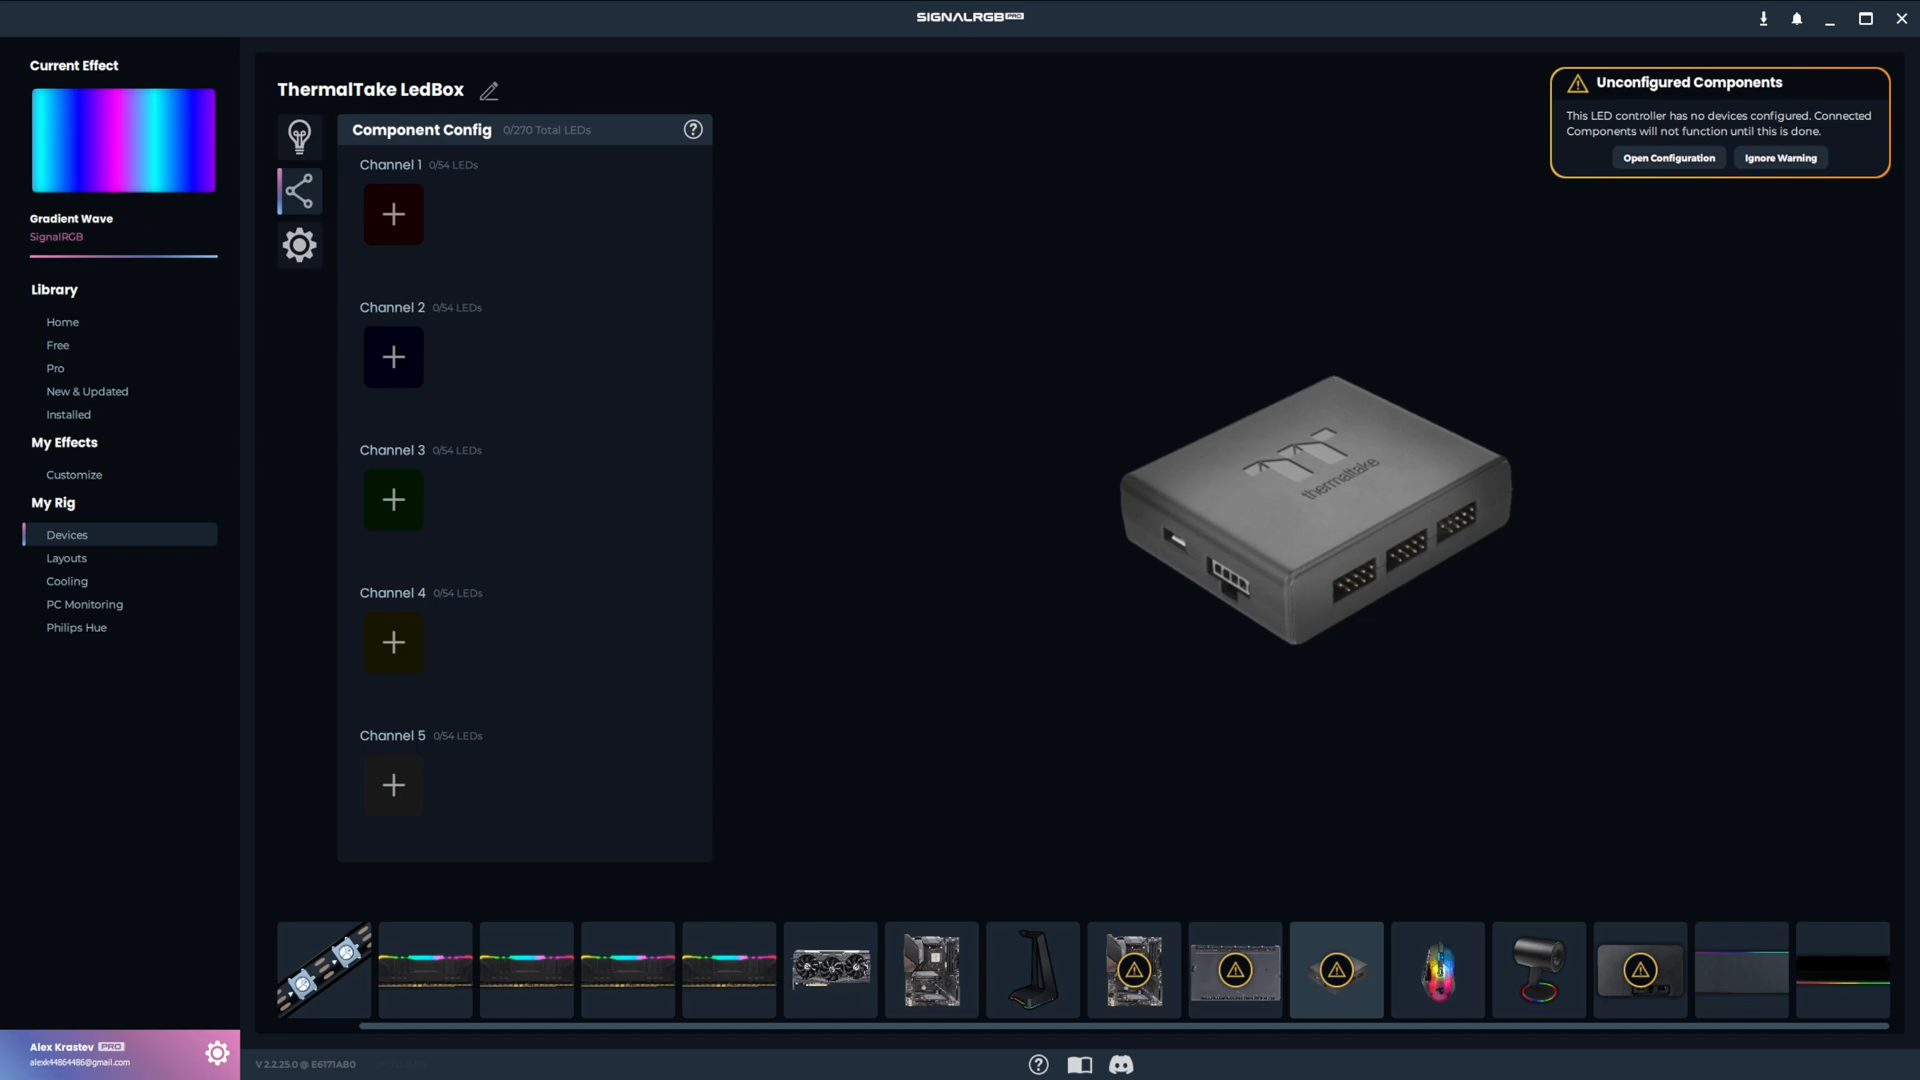 SIGNALRGB PRO
Current Effect
Gradient Wave
SignalRGB
Library
Home
Free
Pro
New & Updated
Installed
My Effects
Customize
My Rig
Devices
Layouts
Cooling
PC Monitoring
Philips Hue
Alex Krastev PRO
alexk44864486@gmail.com
ThermalTake LedBox
Component Config 0/270 Total LEDs
Channel 1 0/54 LEDs
Channel 2 0/54 LEDs
Channel 3 0/54 LEDs
Channel 4 0/54 LEDs
Channel 5 0/54 LEDs
Unconfigured Components
This LED controller has no devices configured. Connected
Components will not function until this is done.
Open Configuration Ignore Warning
thermaltake
V 2.2.25.0 @ E6171AB0